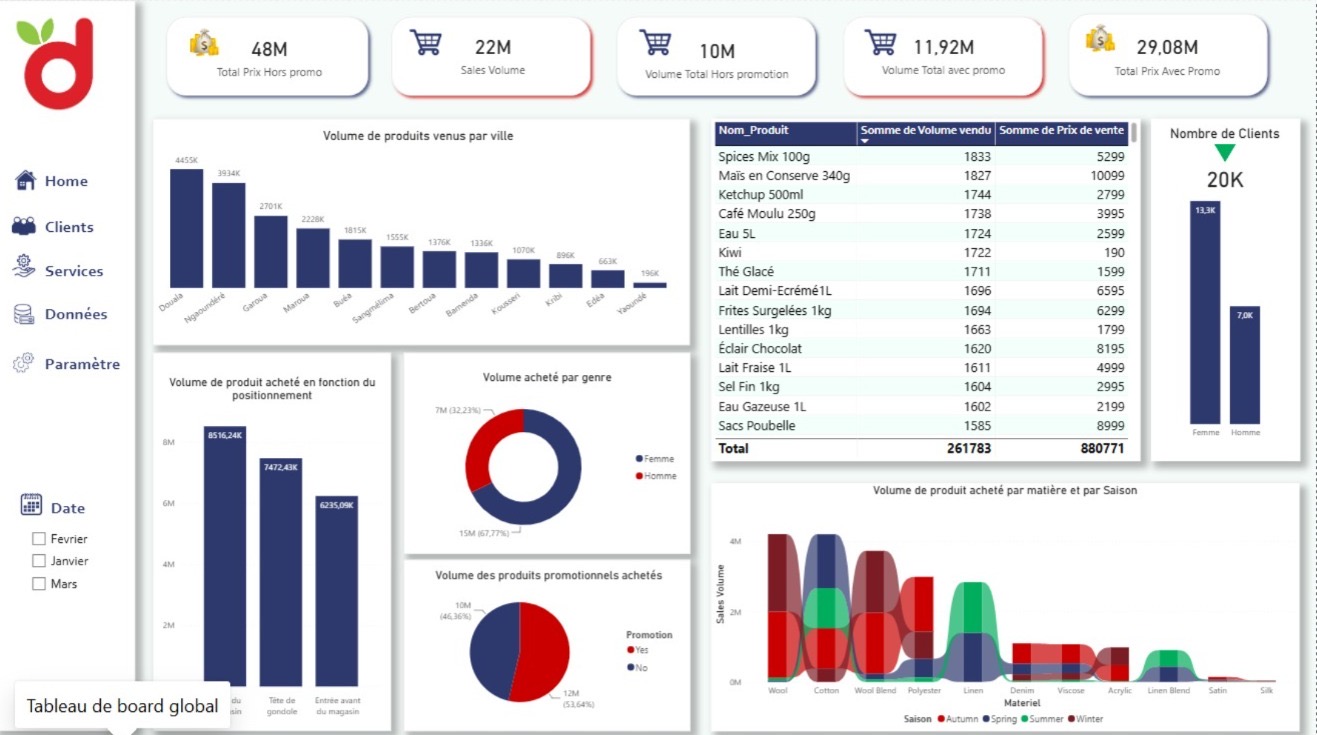 d
48M
Total Prix Hors promo
22M
Sales Volume
10M
Volume Total Hors promotion
11,92M
Volume Total avec promo
29,08M
Total Prix Avec Promo
Home
Clients
Services
Données
Paramètre
Date
Fevrier
Janvier
Mars
Tableau de board global
Volume de produits venus par ville
4455K
3934K
2701K
2228K
1815K
1555K
1376K
1336K
1070K
896K
663K
196K
Douala
Ngaoundéré
Garoua
Maroua
Buéa
Sangmélima
Bertoua
Bamenda
Kousseri
Kribi
Edéa
Yaoundé
Nom_Produit Somme de Volume vendu Somme de Prix de vente
Spices Mix 100g 1833 5299
Maïs en Conserve 340g 1827 10099
Ketchup 500ml 1744 2799
Café Moulu 250g 1738 3995
Eau 5L 1724 2599
Kiwi 1722 190
Thé Glacé 1711 1599
Lait Demi-Ecrémé1L 1696 6595
Frites Surgelées 1kg 1694 6299
Lentilles 1kg 1663 1799
Éclair Chocolat 1620 8195
Lait Fraise 1L 1611 4999
Sel Fin 1kg 1604 2995
Eau Gazeuse 1L 1602 2199
Sacs Poubelle 1585 8999
Total 261783 880771
Nombre de Clients
20K
13,3K
7,0K
Femme Homme
Volume de produit acheté en fonction du
positionnement
8M
6M
4M
2M
8516,24K
7472,43K
6235,09K
du
Tête de
gondole
Entrée avant
du magasin
Volume acheté par genre
7M (32,23%)
15M (67,77%)
Femme
Homme
Volume des produits promotionnels achetés
10M
(46,36%)
12M
(53,64%)
Promotion
Yes
No
Volume de produit acheté par matière et par Saison
Sales Volume
4M
2M
0M
Wool Cotton Wool Blend Polyester Linen Denim Viscose Acrylic Linen Blend Satin Silk
Materiel
Saison Autumn Spring Summer Winter